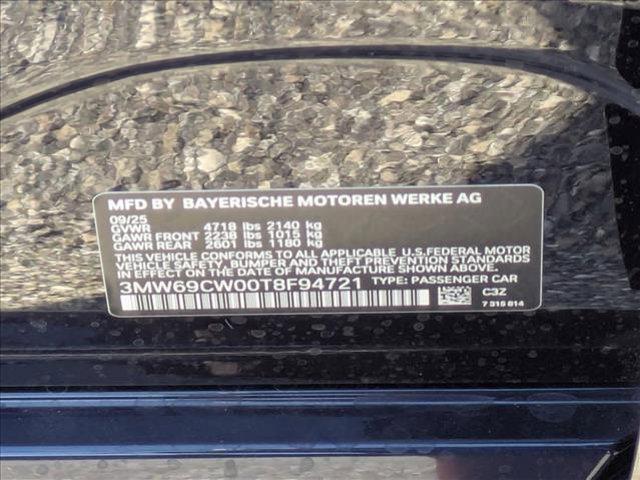 MFD BY BAYERISCHE MOTOREN WERKE AG
09/25
GVWR 4718 lbs 2140 kg
GAWR FRONT 2238 lbs 1015 kg
GAWR REAR 2601 lbs 1180 kg
THIS VEHICLE CONFORMS TO ALL APPLICABLE U.S. FEDERAL MOTOR
VEHICLE SAFETY, BUMPER AND THEFT PREVENTION STANDARDS
IN EFFECT ON THE DATE OF MANUFACTURE SHOWN ABOVE.
3MW69CW00T8F94721 TYPE: PASSENGER CAR
C3Z
7 315 614